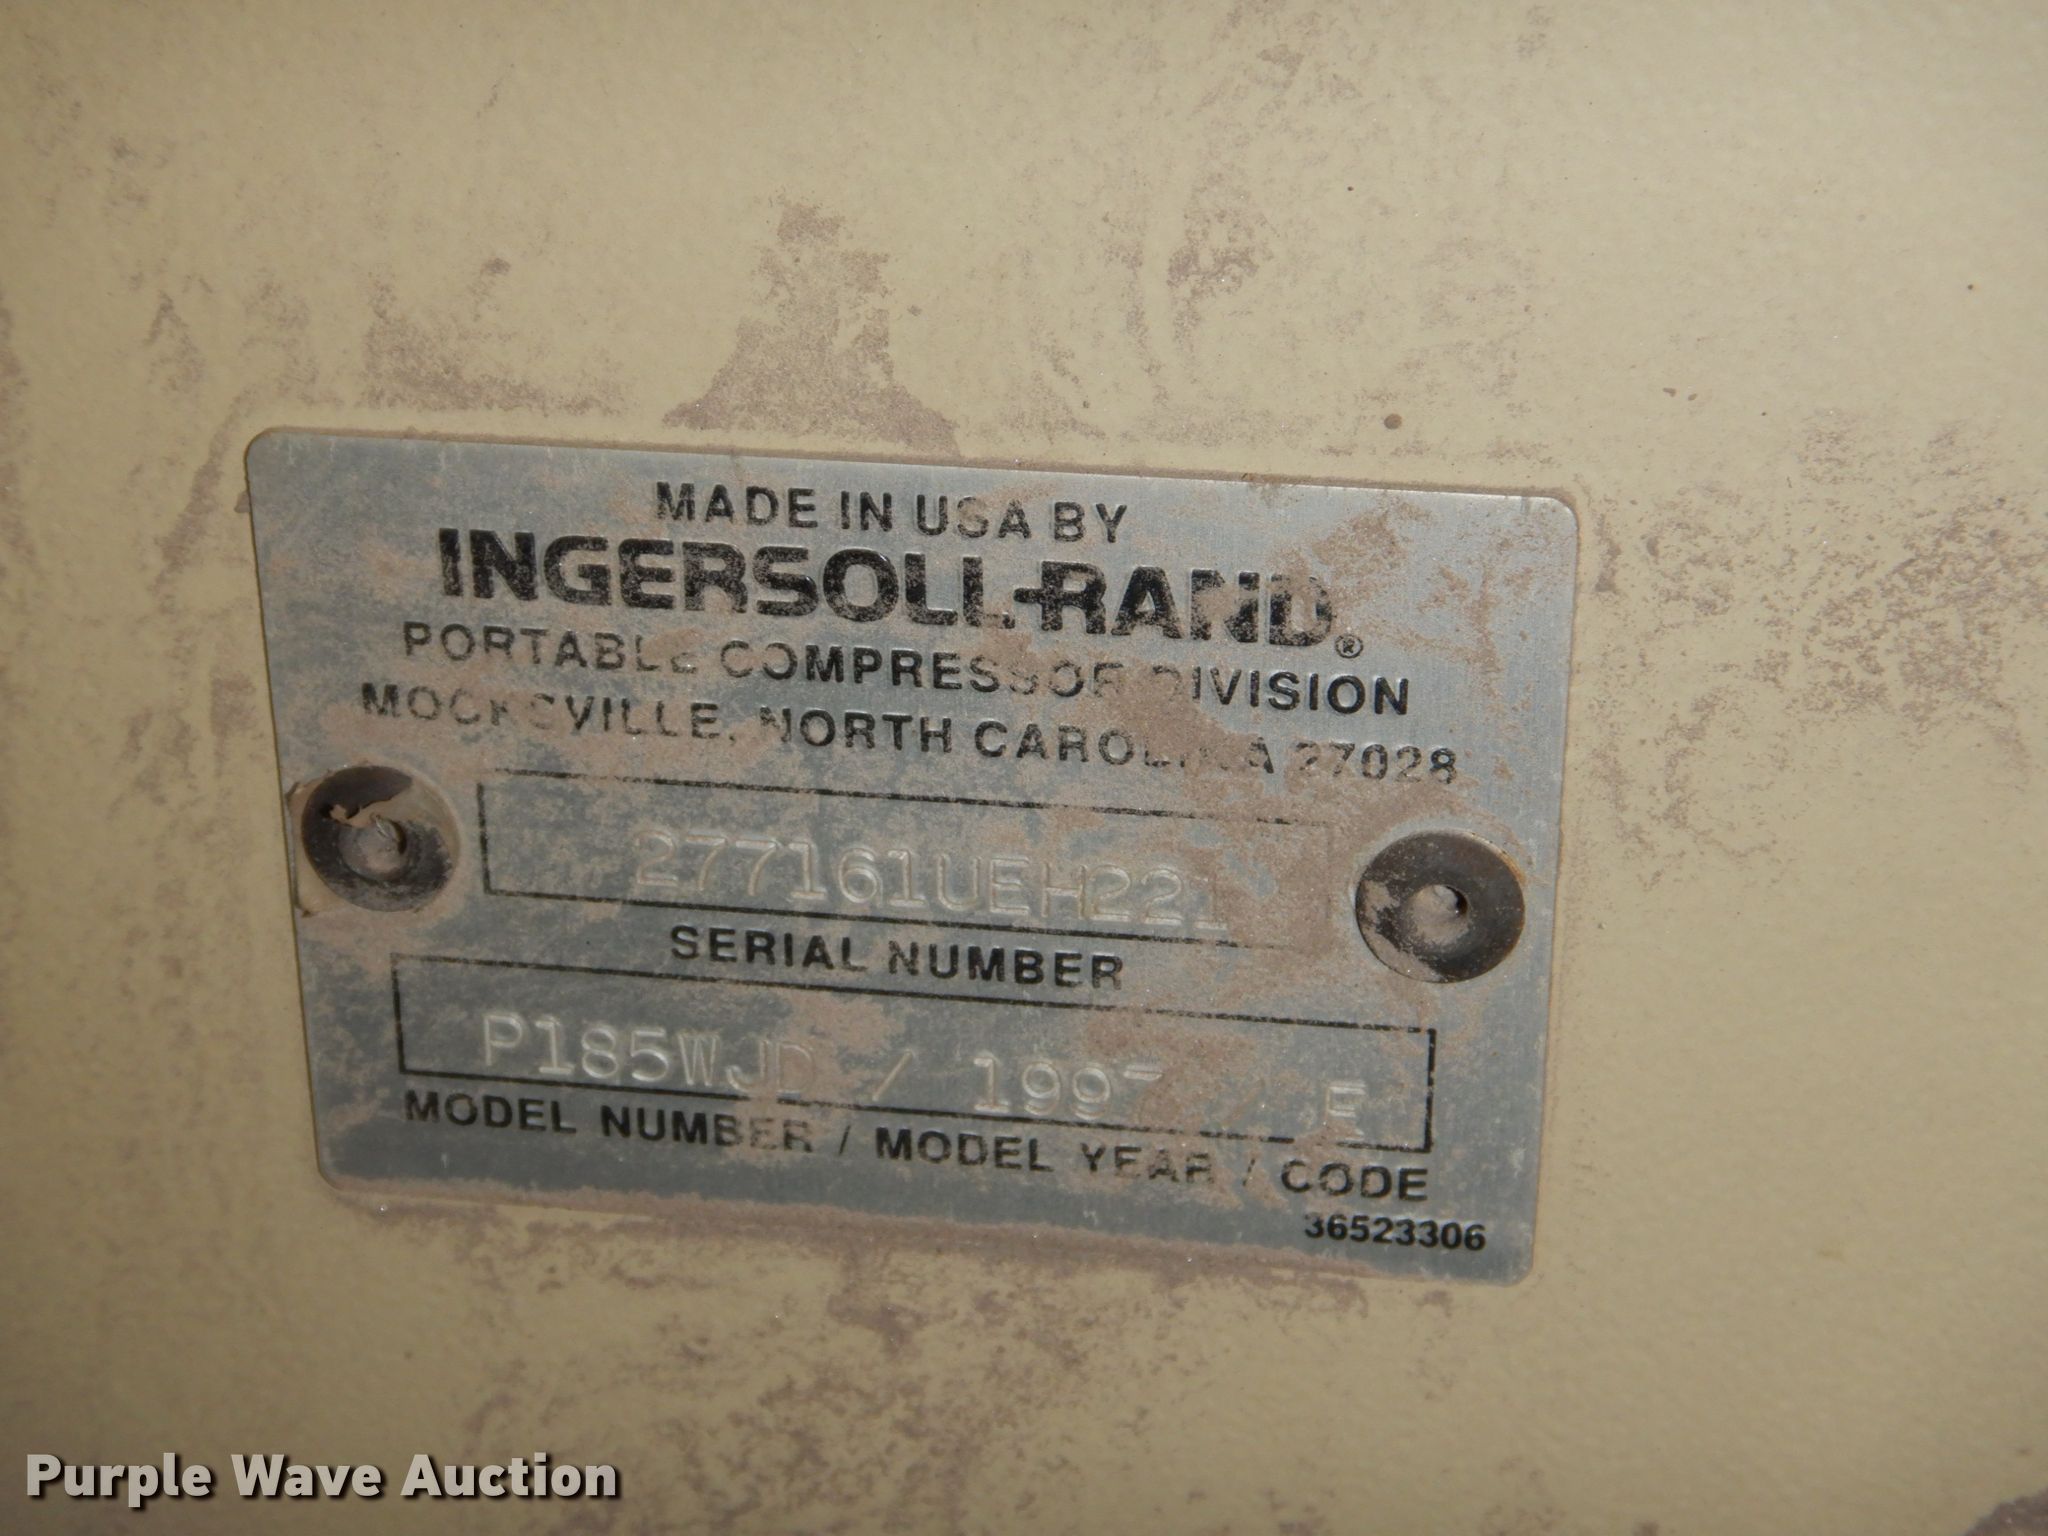 MADE IN USA BY
INGERSOLL-RAND®
PORTABLE COMPRESSOR DIVISION
MOCKSVILLE, NORTH CAROLINA 27028
277161UEH221
SERIAL NUMBER
P185WJD / 1997 / E
MODEL NUMBER / MODEL YEAR / CODE
36523306
Purple Wave Auction